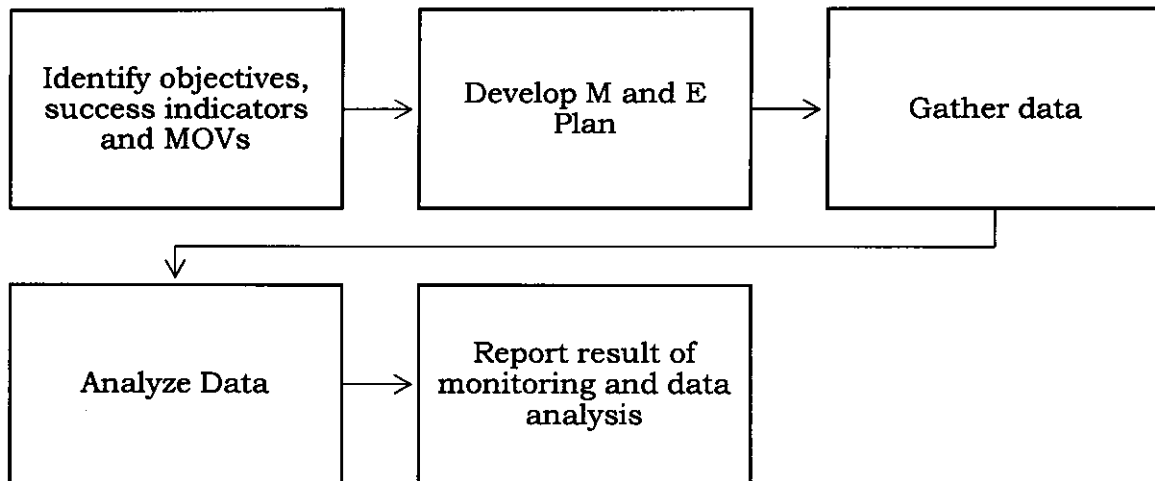 Identify objectives,
success indicators
and MOVs
Develop M and E
Plan
Gather data
Analyze Data
Report result of
monitoring and data
analysis